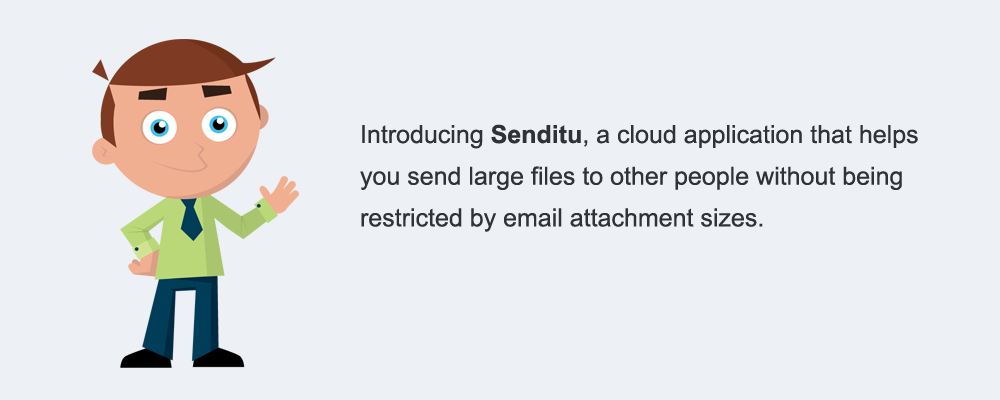 Introducing Senditu, a cloud application that helps
you send large files to other people without being
restricted by email attachment sizes.